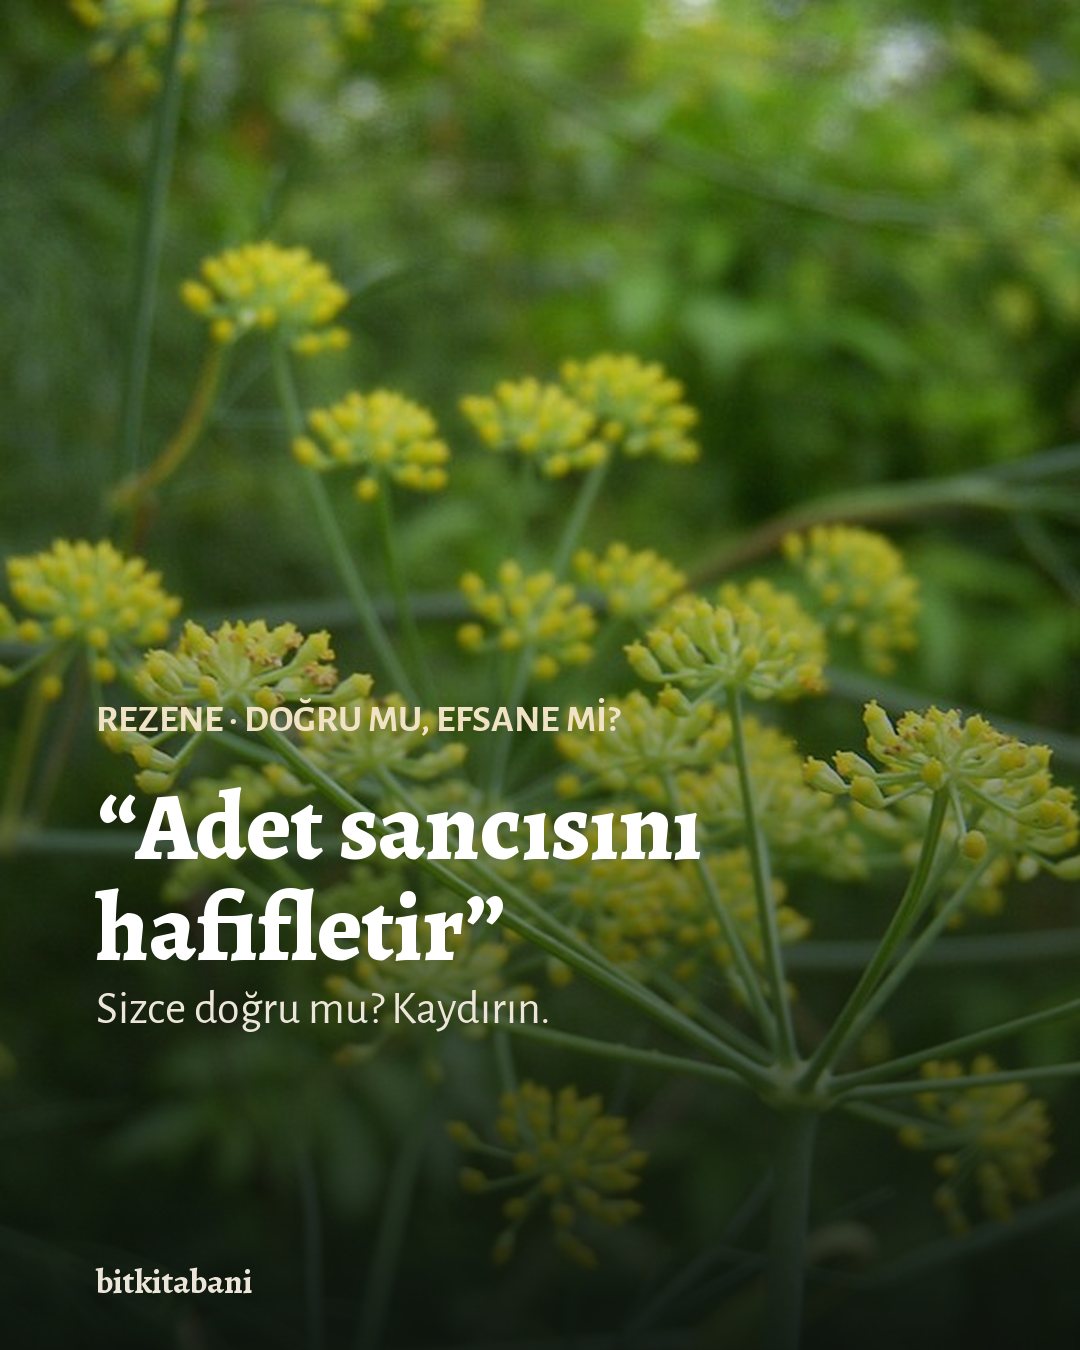 REZENE · DOĞRU MU, EFSANE Mİ?
“Adet sancısını
hafifletir”
Sizce doğru mu? Kaydırın.
bitkitabani